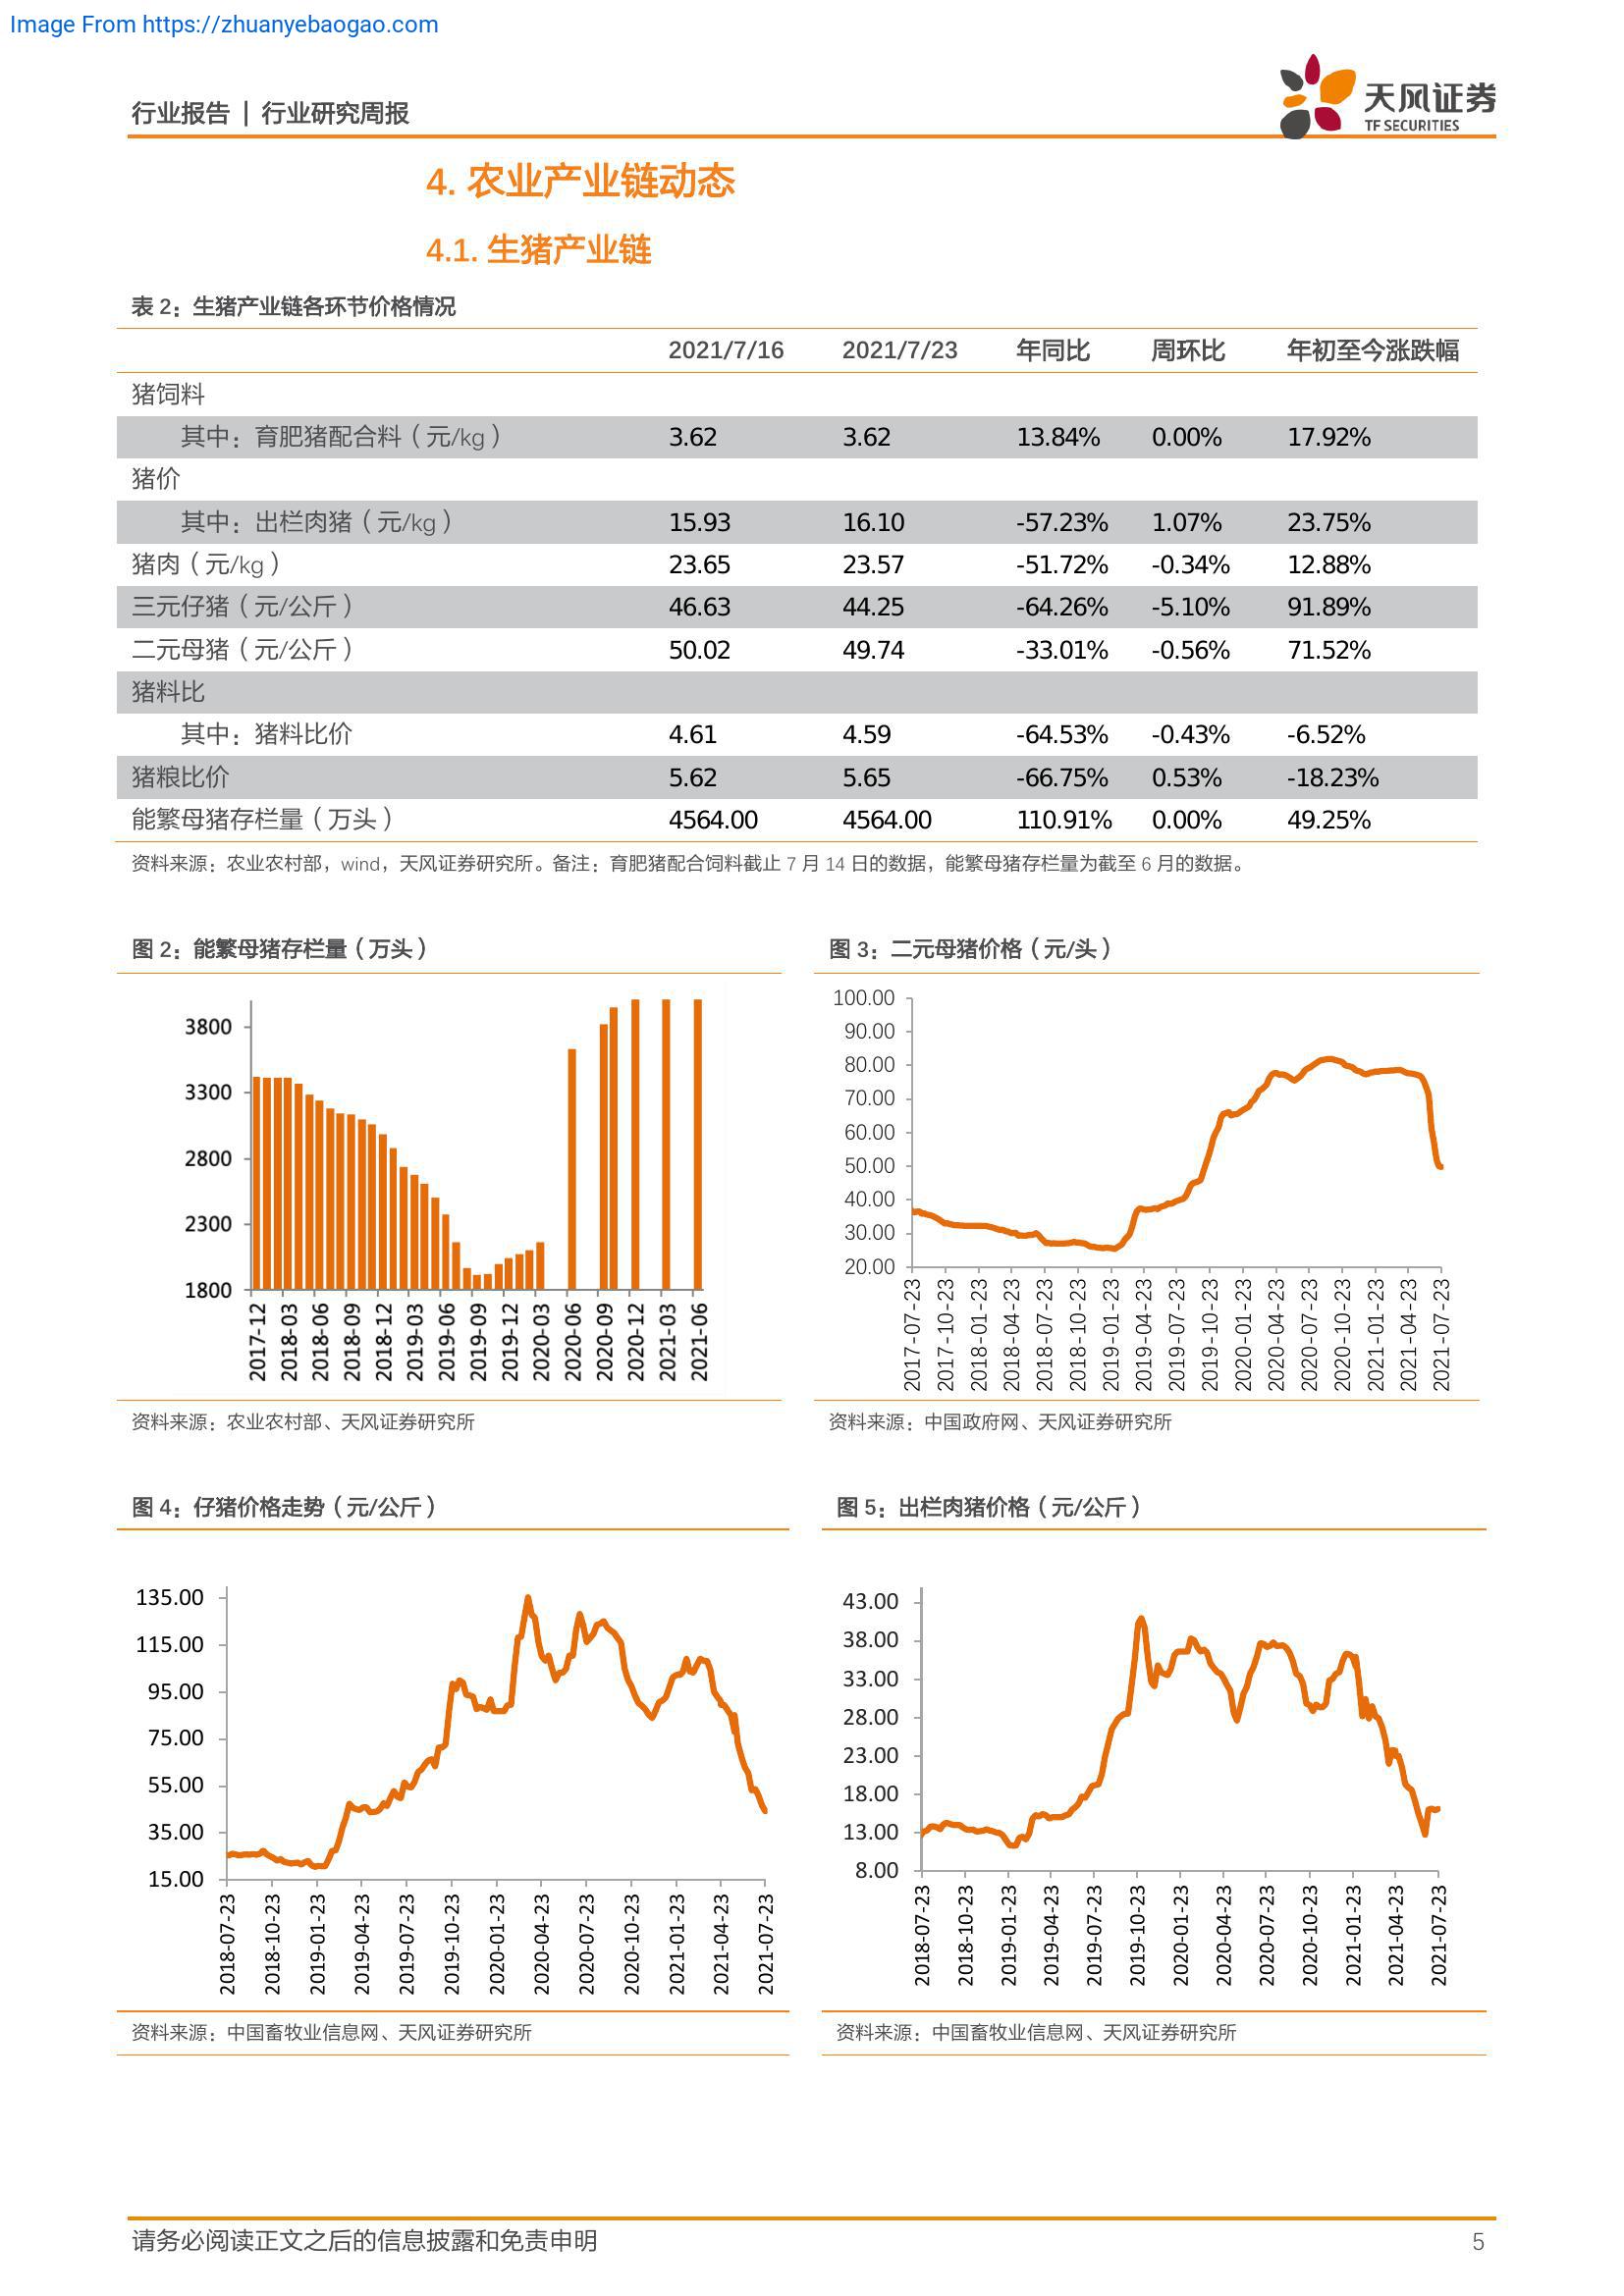 Image From https://zhuanyebaogao.com
行业报告 | 行业研究周报
天风证券
TF SECURITIES
4. 农业产业链动态
4.1. 生猪产业链
表 2：生猪产业链各环节价格情况
2021/7/16 2021/7/23 年同比 周环比 年初至今涨跌幅
猪饲料
其中：育肥猪配合料（元/kg） 3.62 3.62 13.84% 0.00% 17.92%
猪价
其中：出栏肉猪（元/kg） 15.93 16.10 -57.23% 1.07% 23.75%
猪肉（元/kg） 23.65 23.57 -51.72% -0.34% 12.88%
三元仔猪（元/公斤） 46.63 44.25 -64.26% -5.10% 91.89%
二元母猪（元/公斤） 50.02 49.74 -33.01% -0.56% 71.52%
猪料比
其中：猪料比价 4.61 4.59 -64.53% -0.43% -6.52%
猪粮比价 5.62 5.65 -66.75% 0.53% -18.23%
能繁母猪存栏量（万头） 4564.00 4564.00 110.91% 0.00% 49.25%
资料来源：农业农村部，wind，天风证券研究所。备注：育肥猪配合饲料截止 7 月 14 日的数据，能繁母猪存栏量为截至 6 月的数据。
图 2：能繁母猪存栏量（万头）
3800
3300
2800
2300
1800
2017-12 2018-03 2018-06 2018-09 2018-12 2019-03 2019-06 2019-09 2019-12 2020-03 2020-06 2020-09 2020-12 2021-03 2021-06
资料来源：农业农村部、天风证券研究所
图 3：二元母猪价格（元/头）
100.00
90.00
80.00
70.00
60.00
50.00
40.00
30.00
20.00
2017-07-23 2017-10-23 2018-01-23 2018-04-23 2018-07-23 2018-10-23 2019-01-23 2019-04-23 2019-07-23 2019-10-23 2020-01-23 2020-04-23 2020-07-23 2020-10-23 2021-01-23 2021-04-23 2021-07-23
资料来源：中国政府网、天风证券研究所
图 4：仔猪价格走势（元/公斤）
135.00
115.00
95.00
75.00
55.00
35.00
15.00
2018-07-23 2018-10-23 2019-01-23 2019-04-23 2019-07-23 2019-10-23 2020-01-23 2020-04-23 2020-07-23 2020-10-23 2021-01-23 2021-04-23 2021-07-23
资料来源：中国畜牧业信息网、天风证券研究所
图 5：出栏肉猪价格（元/公斤）
43.00
38.00
33.00
28.00
23.00
18.00
13.00
8.00
2018-07-23 2018-10-23 2019-01-23 2019-04-23 2019-07-23 2019-10-23 2020-01-23 2020-04-23 2020-07-23 2020-10-23 2021-01-23 2021-04-23 2021-07-23
资料来源：中国畜牧业信息网、天风证券研究所
请务必阅读正文之后的信息披露和免责申明
5